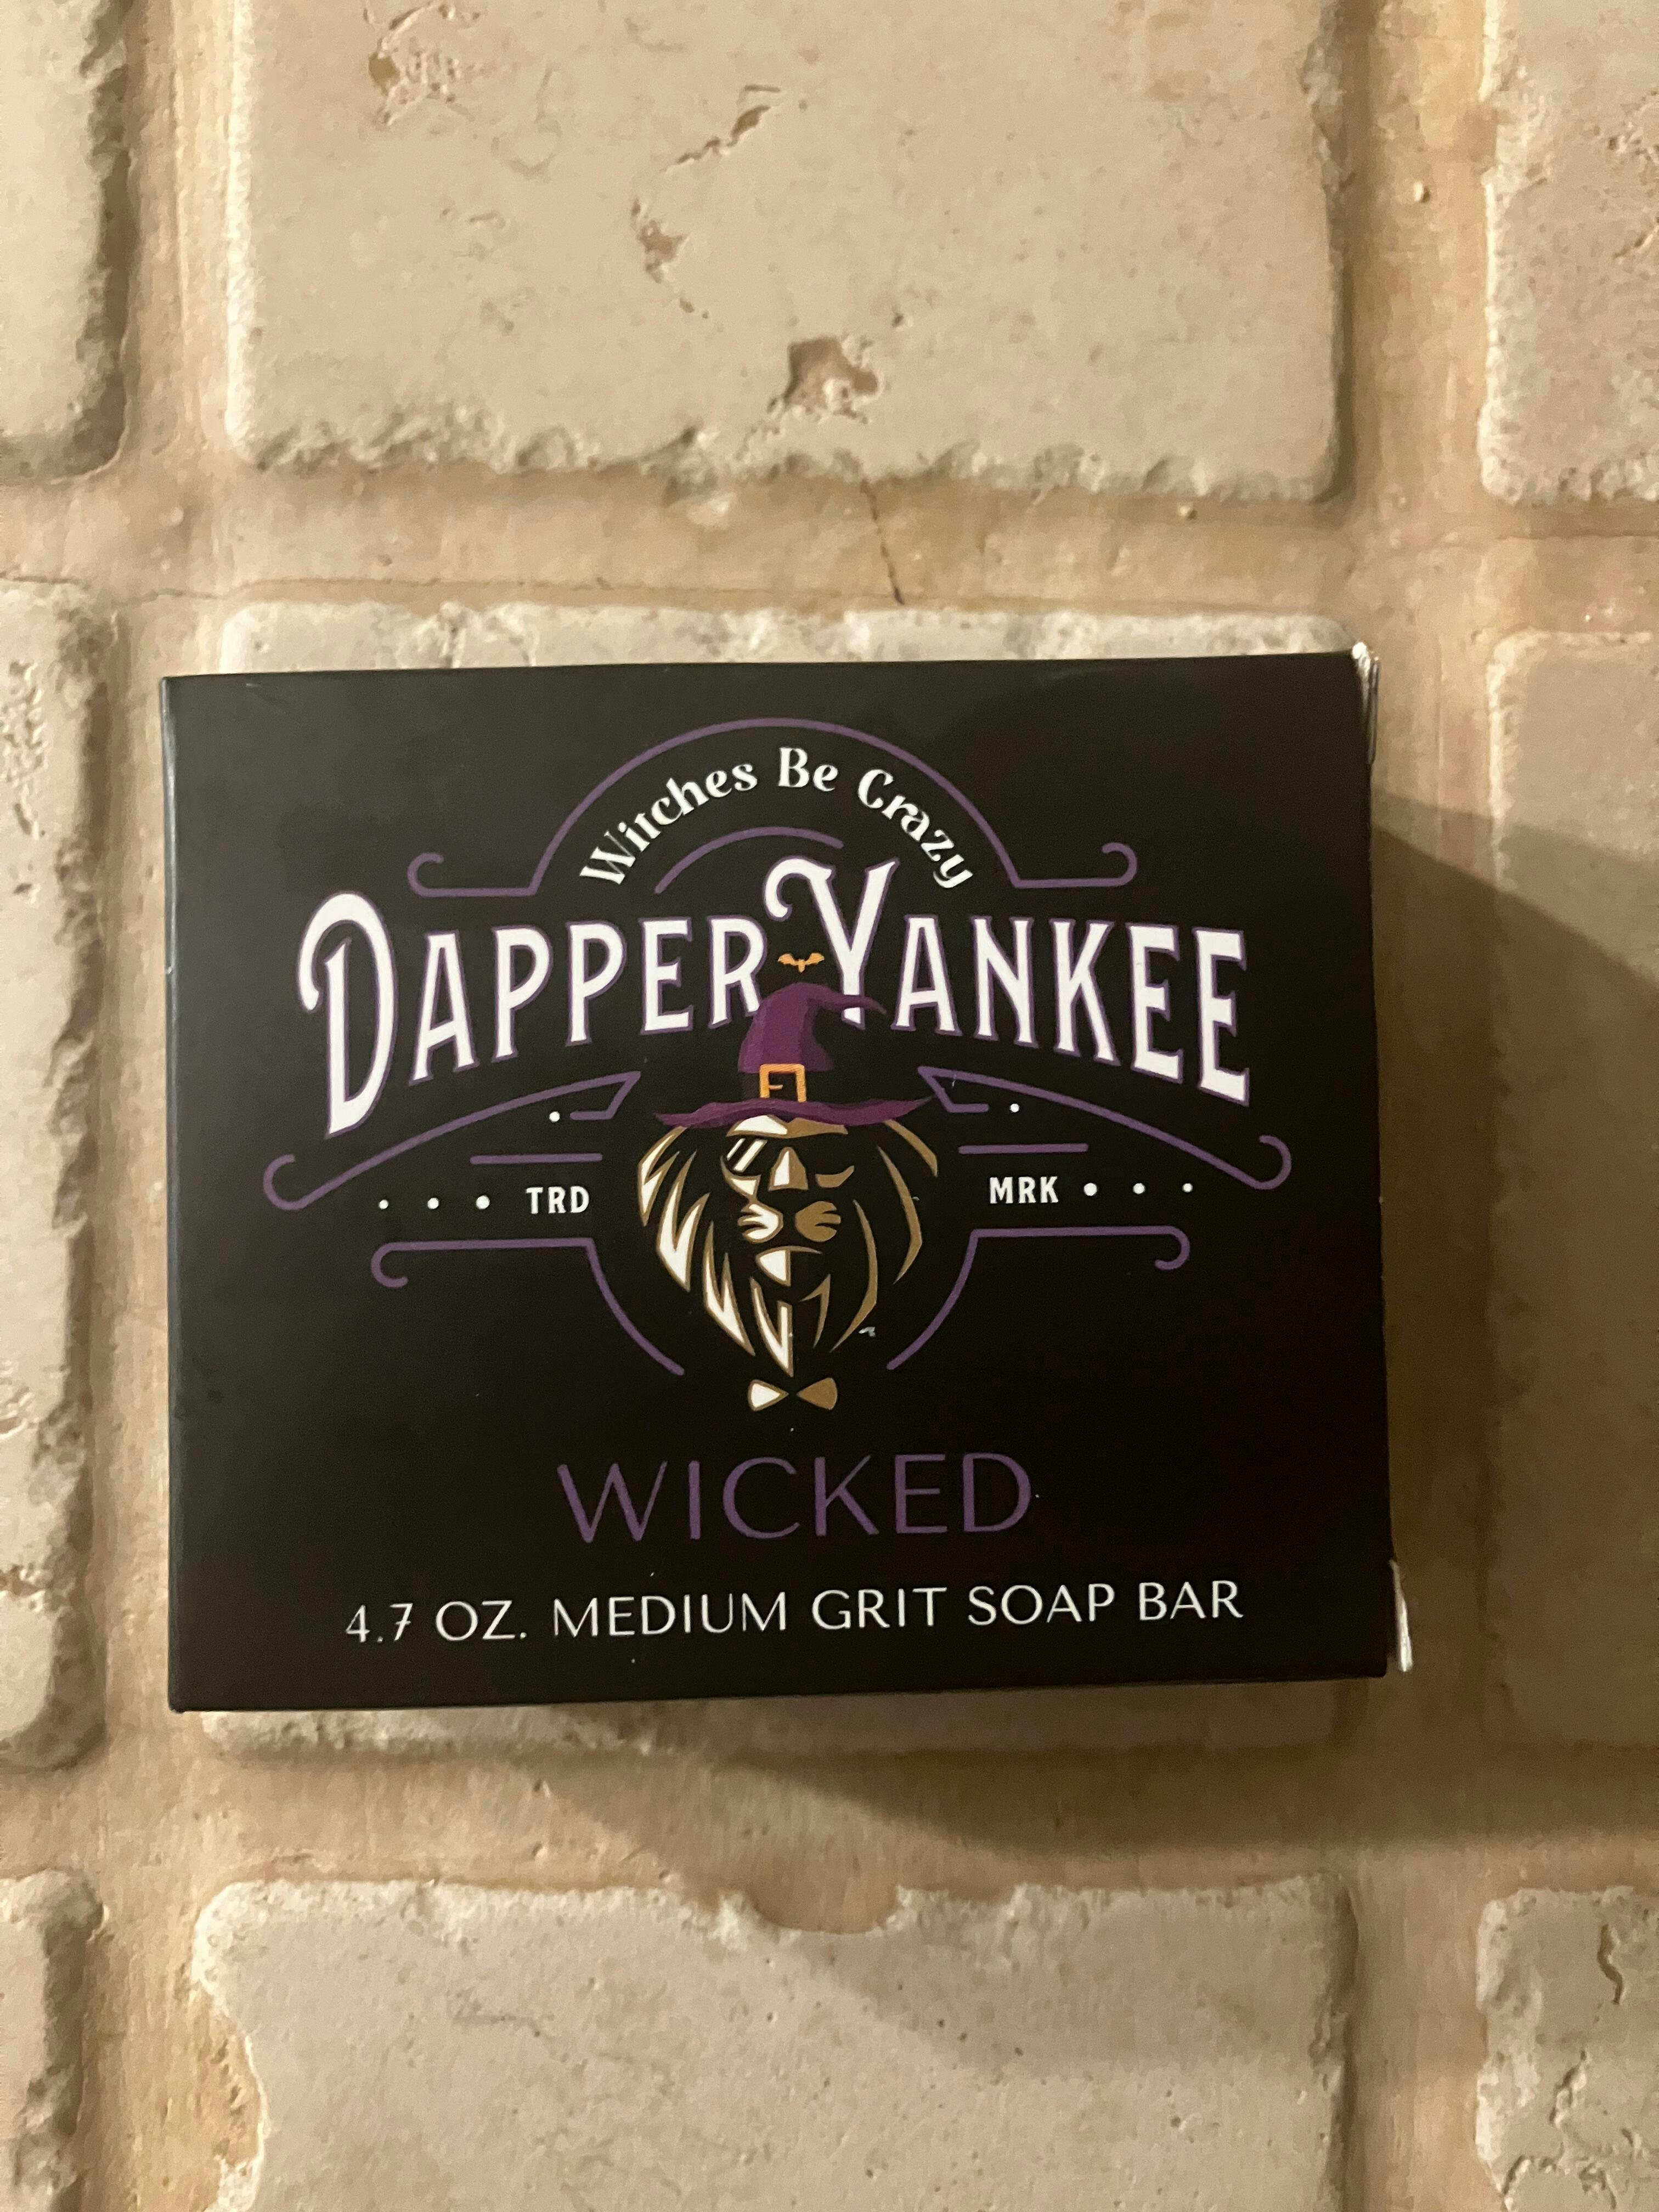 Witches Be Crazy
DAPPER YANKEE
TRD MRK
WICKED
4.7 OZ. MEDIUM GRIT SOAP BAR